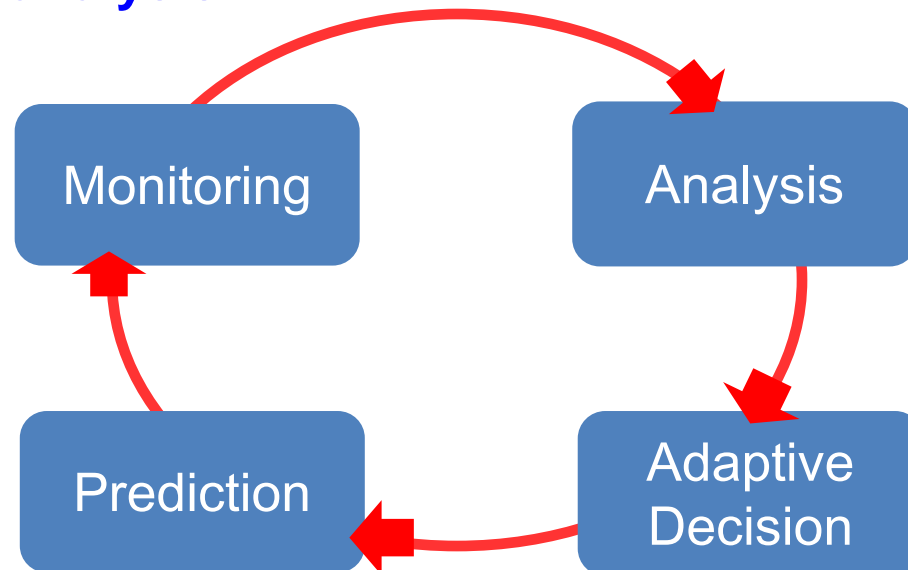 Monitoring
Analysis
Prediction
Adaptive
Decision